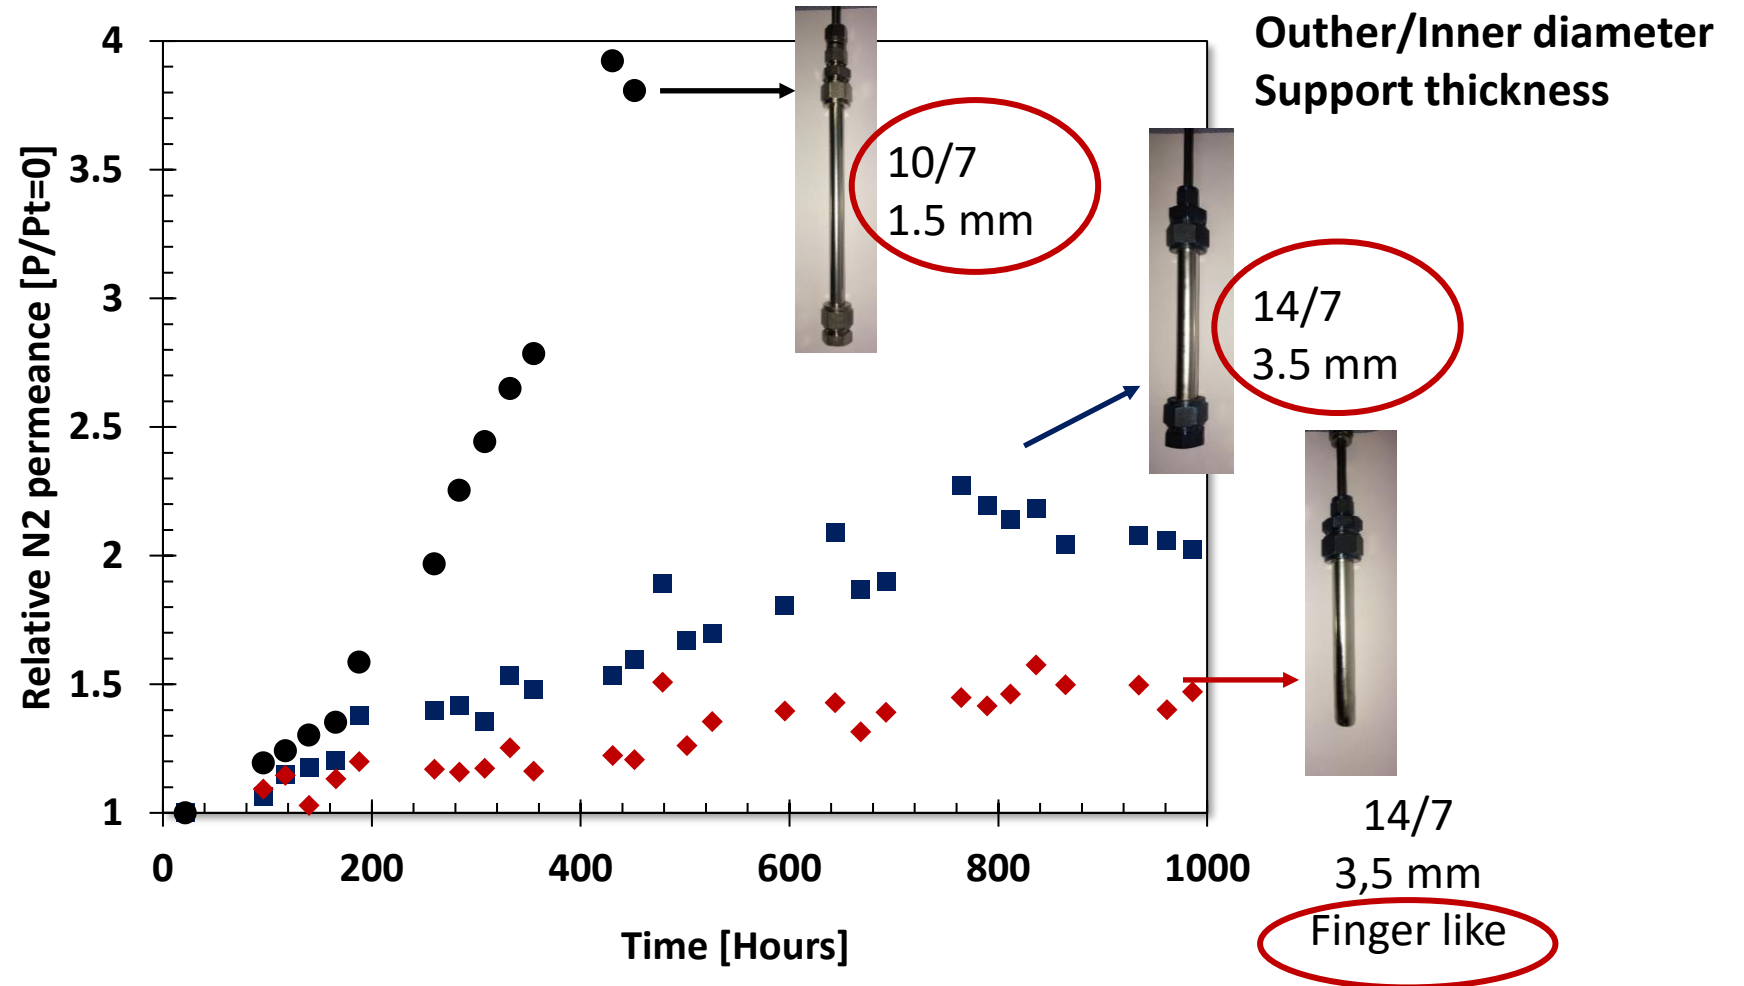 Outher/Inner diameter
Support thickness
Relative N2 permeance [P/Pt=0]
4
3.5
3
2.5
2
1.5
1
0
200
400
600
800
1000
Time [Hours]
10/7
1.5 mm
14/7
3.5 mm
14/7
3,5 mm
Finger like